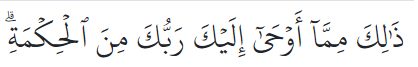 ذَٰلِكَ مِمَّآ أَوْحَىٰٓ إِلَيْكَ رَبُّكَ مِنَ ٱلْحِكْمَةِ ۗ